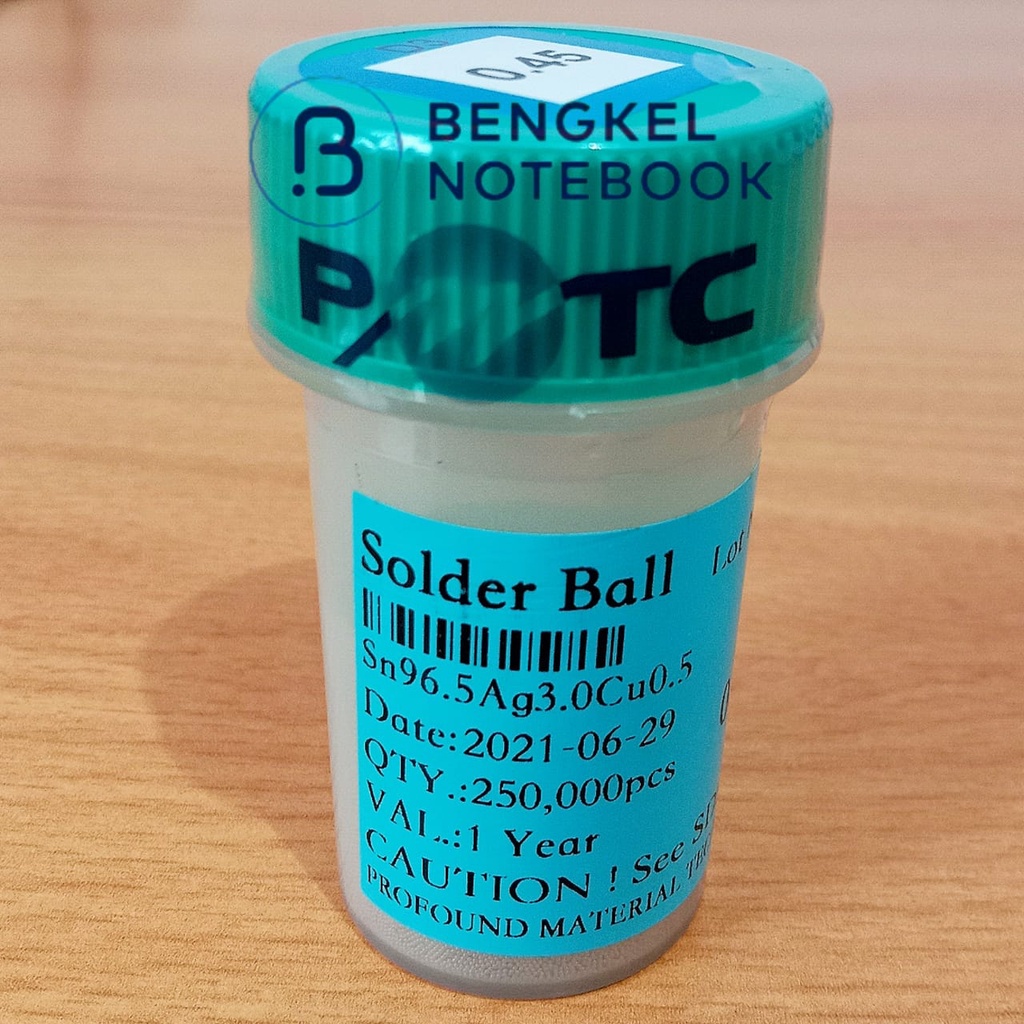 0.45
BENGKEL
NOTEBOOK
PMTC
Solder Ball
Lot
Sn96.5Ag3.0Cu0.5
Date:2021-06-29
QTY.:250,000pcs
VAL.:1 Year
CAUTION ! See
PROFOUND MATERIAL